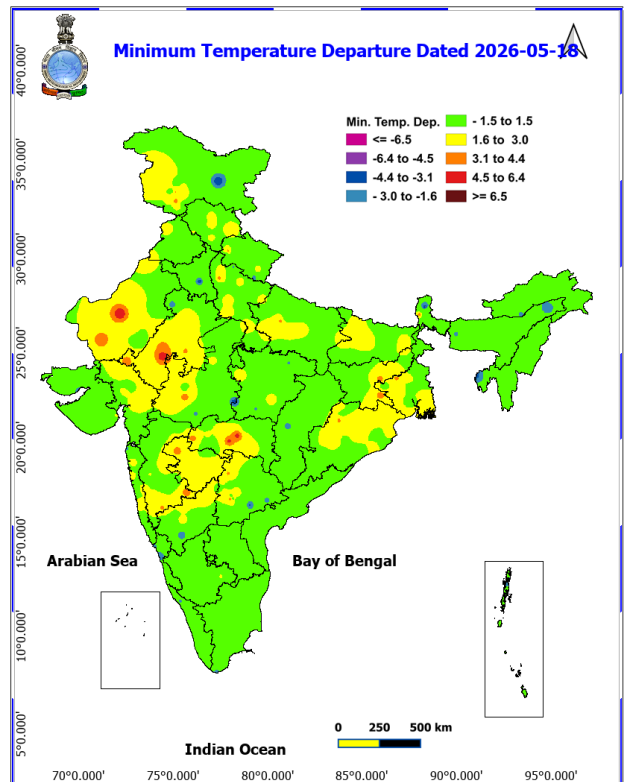 Minimum Temperature Departure Dated 2026-05-18
40°0.000'
35°0.000'
30°0.000'
25°0.000'
20°0.000'
15°0.000'
10°0.000'
5°0.000'
Min. Temp. Dep.
<= -6.5
-6.4 to -4.5
-4.4 to -3.1
- 3.0 to -1.6
- 1.5 to 1.5
1.6 to 3.0
3.1 to 4.4
4.5 to 6.4
>= 6.5
Arabian Sea
Bay of Bengal
Indian Ocean
0 250 500 km
70°0.000' 75°0.000' 80°0.000' 85°0.000' 90°0.000' 95°0.000'